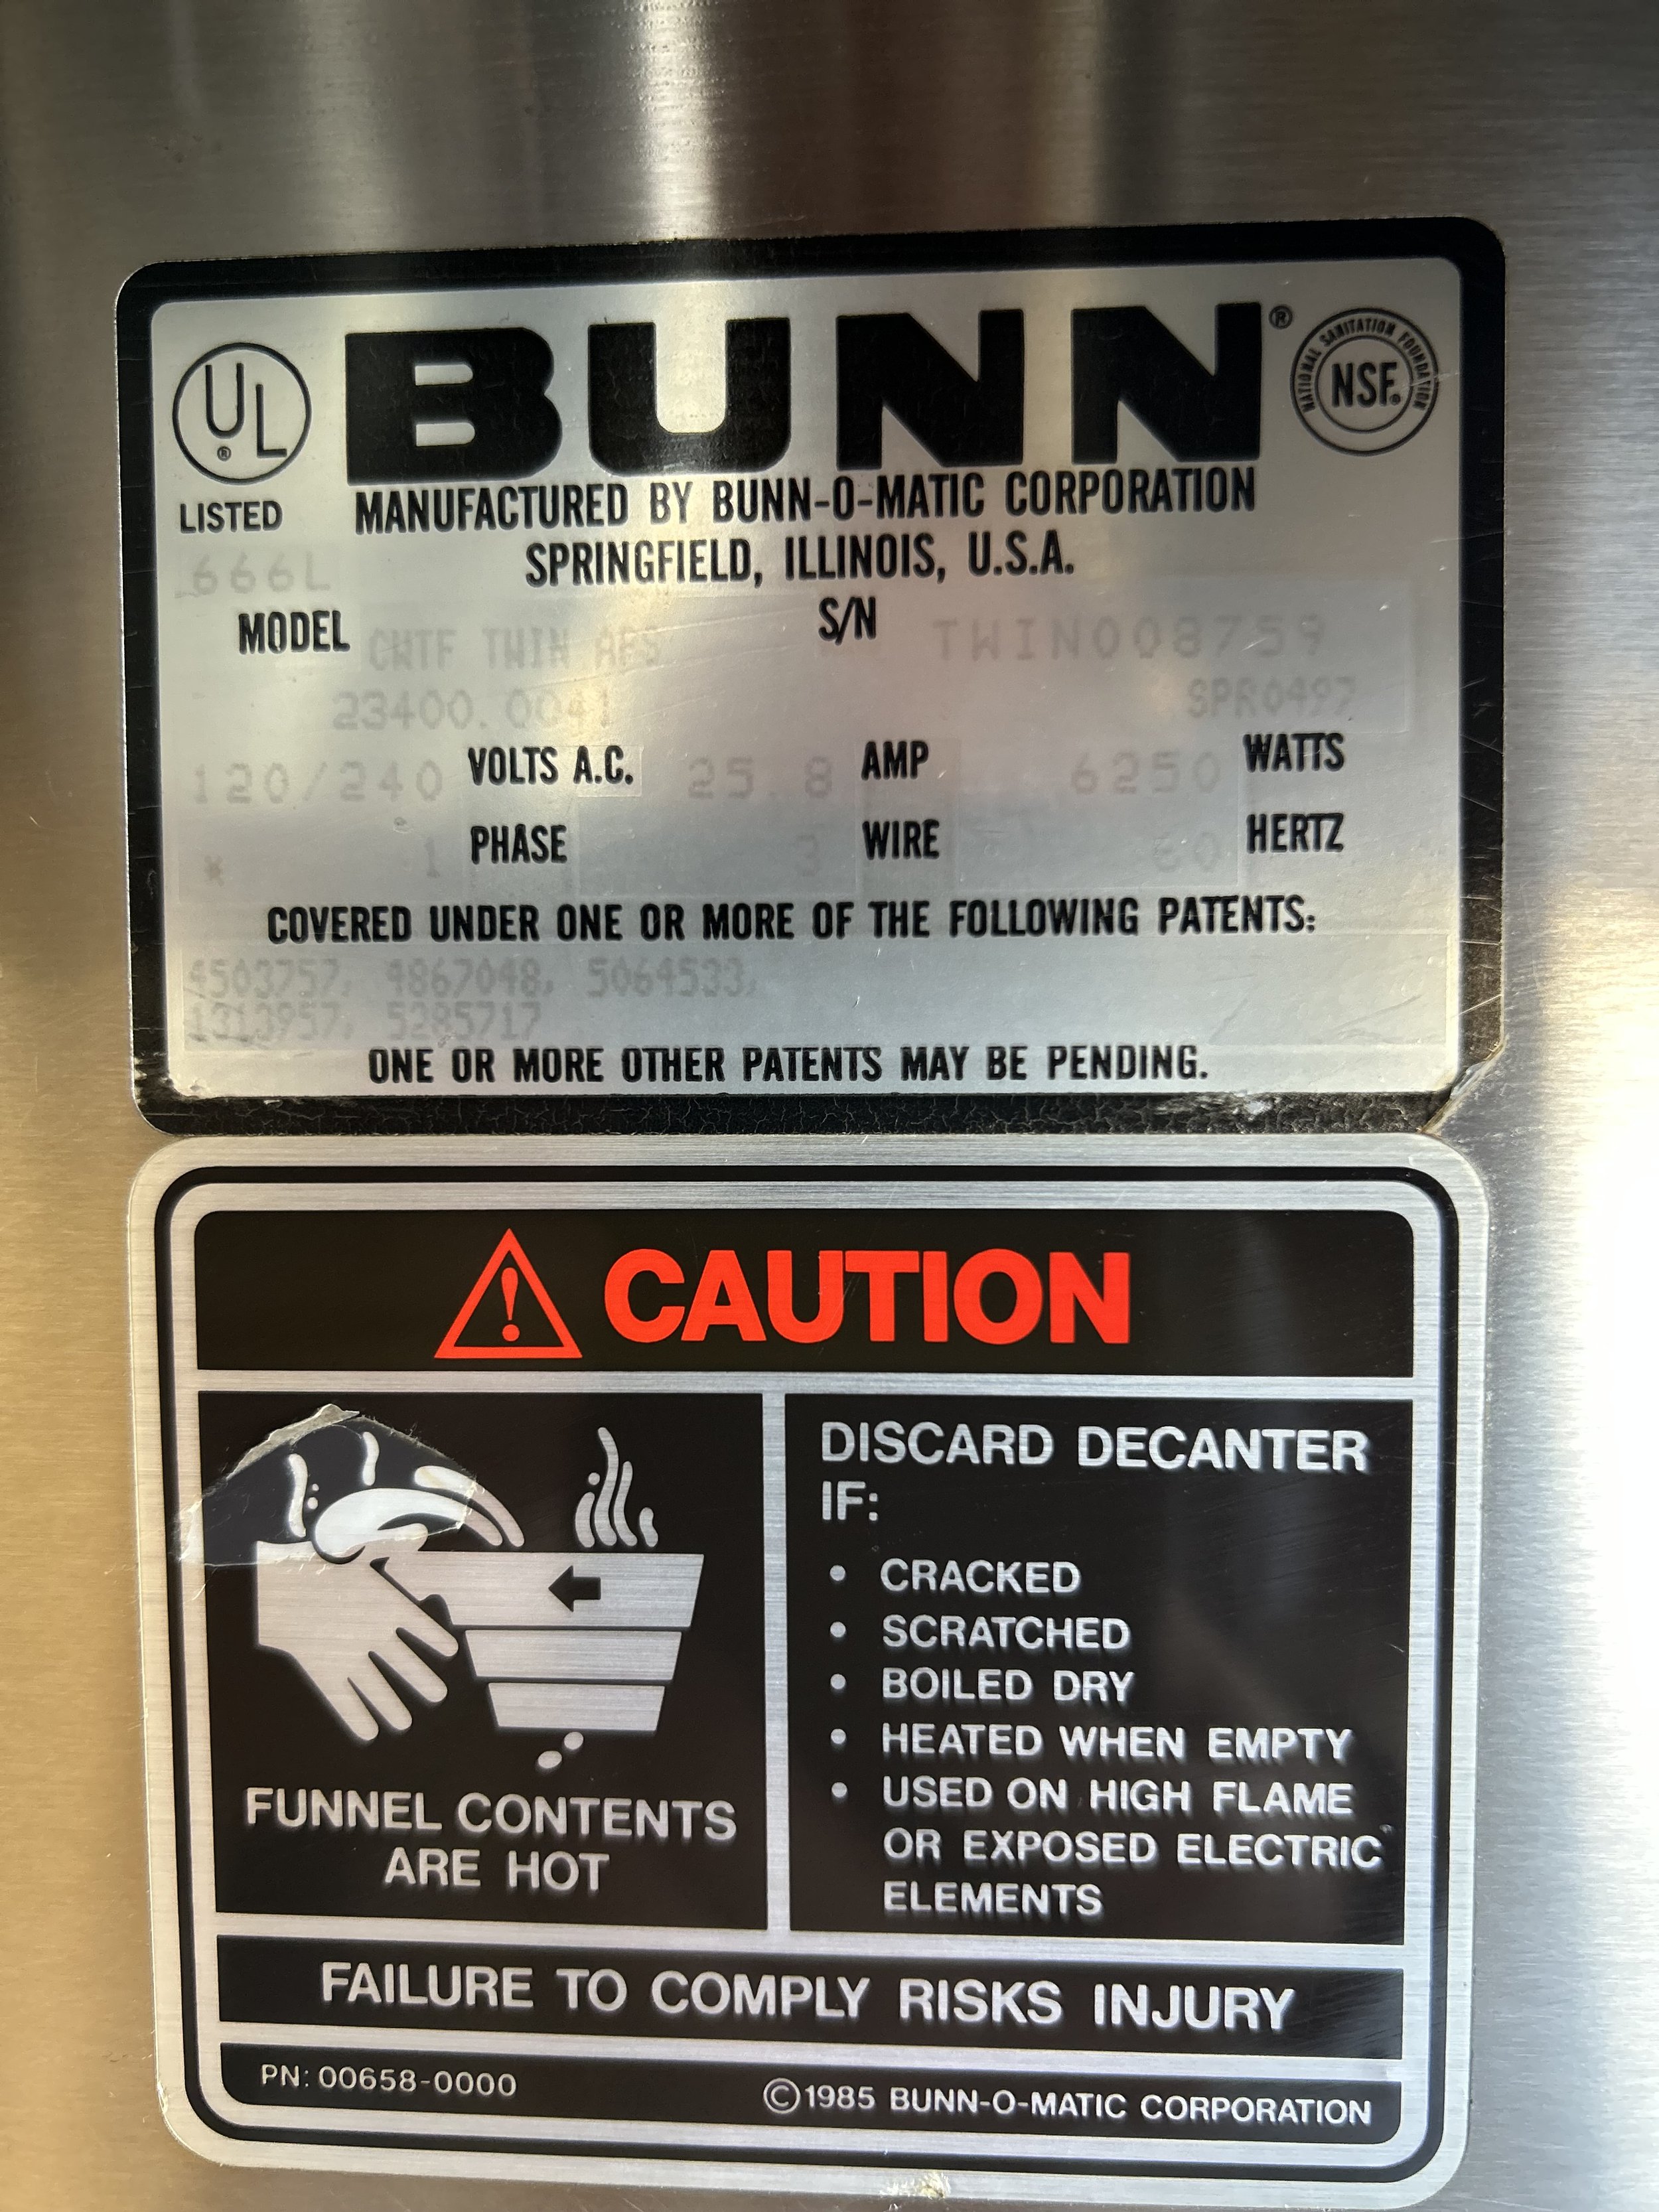 UL
®
LISTED
666L
BUNN®
NATIONAL SANITATION FOUNDATION
NSF®
MANUFACTURED BY BUNN-O-MATIC CORPORATION
SPRINGFIELD, ILLINOIS, U.S.A.
MODEL CWTF TWIN APS S/N TWIN008759
23400.0041 SPR0497
120/240 VOLTS A.C. 25.8 AMP 6250 WATTS
* 1 PHASE 3 WIRE 60 HERTZ
COVERED UNDER ONE OR MORE OF THE FOLLOWING PATENTS:
4503757, 4867048, 5064533,
1313957, 5285717
ONE OR MORE OTHER PATENTS MAY BE PENDING.
! CAUTION
FUNNEL CONTENTS
ARE HOT
DISCARD DECANTER
IF:
• CRACKED
• SCRATCHED
• BOILED DRY
• HEATED WHEN EMPTY
• USED ON HIGH FLAME
OR EXPOSED ELECTRIC
ELEMENTS
FAILURE TO COMPLY RISKS INJURY
PN: 00658-0000
©1985 BUNN-O-MATIC CORPORATION